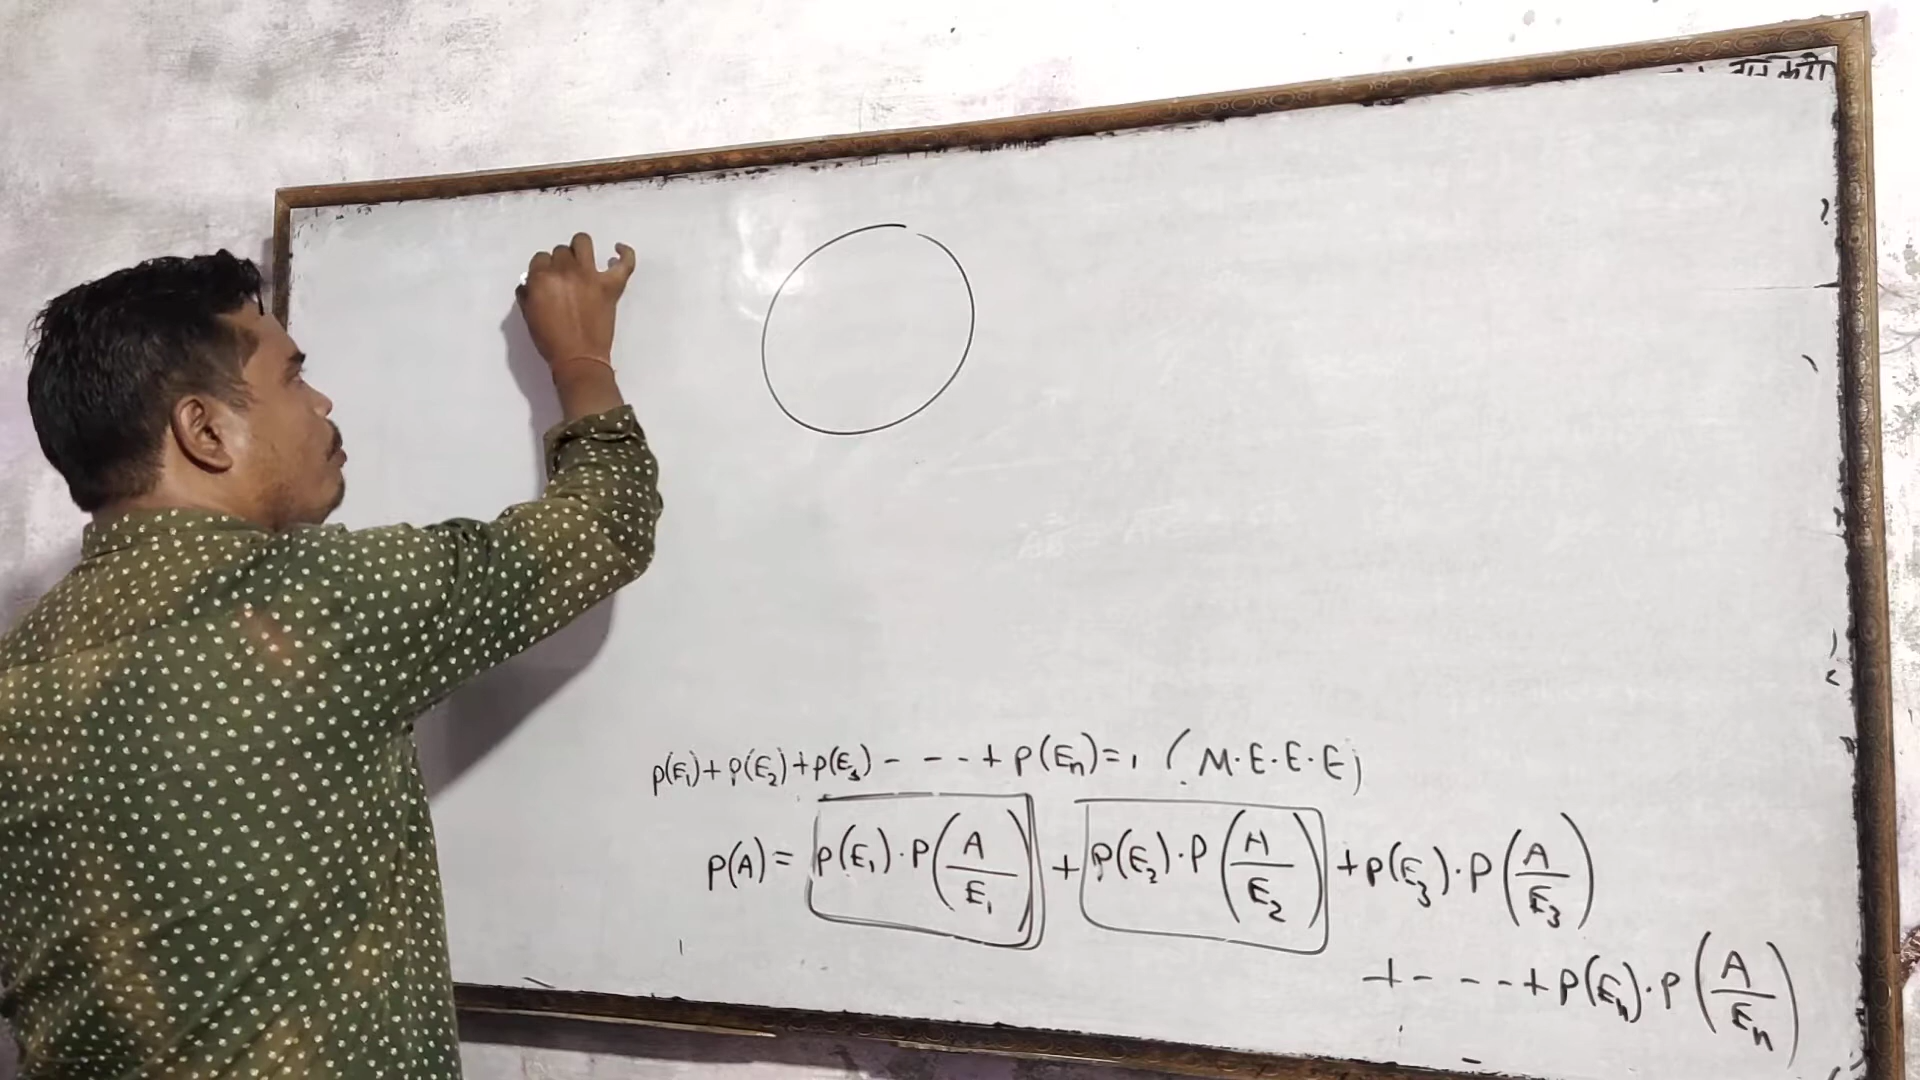 P(E₁)+P(E₂)+P(E₃) - - - + P(En)=1 (M.E.E.E)
P(A) = P(E₁).P(A/E₁) + P(E₂).P(A/E₂) + P(E₃).P(A/E₃)
+ - - - + P(En).P(A/En)